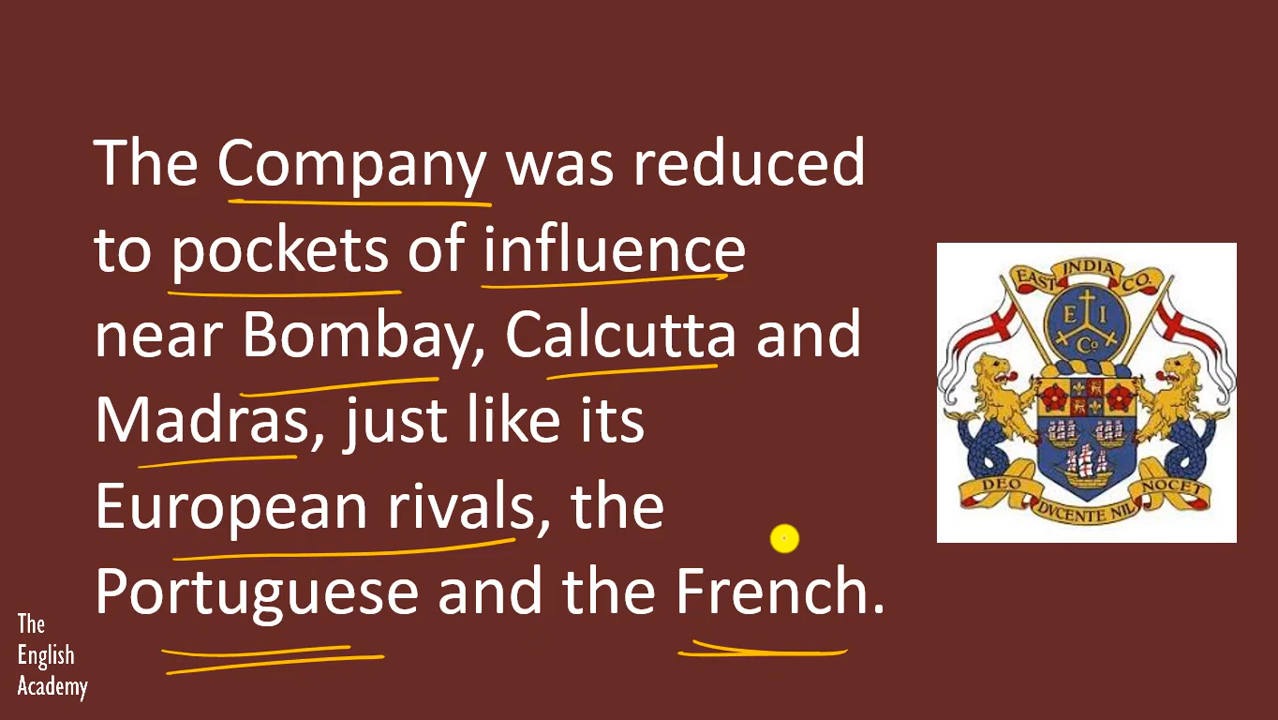 The Company was reduced
to pockets of influence
near Bombay, Calcutta and
Madras, just like its
European rivals, the
Portuguese and the French.
EAST INDIA CO.
E I
Co
DEO DVCENTE NIL NOCET
The
English
Academy